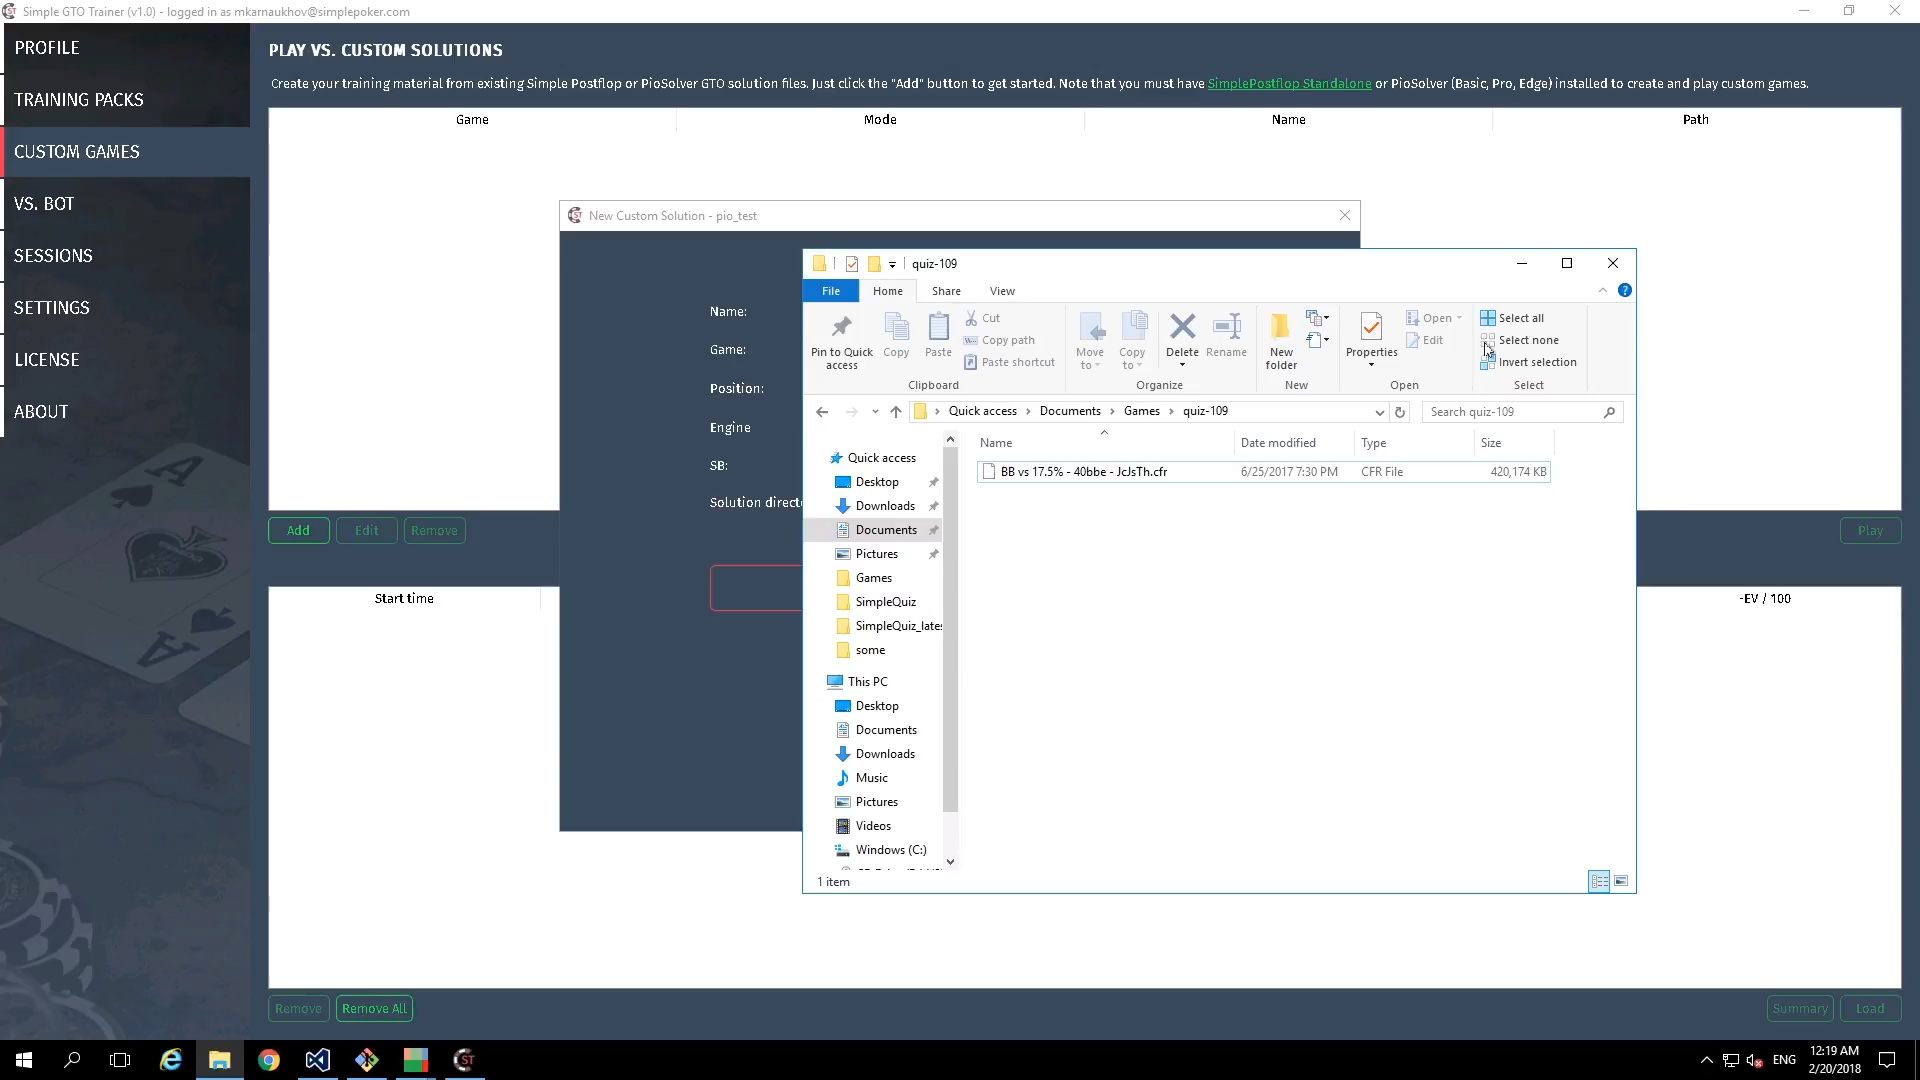 Simple GTO Trainer (v1.0) - logged in as mkarnaukhov@simplepoker.com
PROFILE
TRAINING PACKS
CUSTOM GAMES
VS. BOT
SESSIONS
SETTINGS
LICENSE
ABOUT
PLAY VS. CUSTOM SOLUTIONS
Create your training material from existing Simple Postflop or PioSolver GTO solution files. Just click the "Add" button to get started. Note that you must have SimplePostflop Standalone or PioSolver (Basic, Pro, Edge) installed to create and play custom games.
Game Mode Name Path
Add Edit Remove Play
Start time -EV / 100
Remove Remove All Summary Load
New Custom Solution - pio_test
Name:
Game:
Position:
Engine
SB:
Solution directo
quiz-109
File Home Share View
Pin to Quick access
Copy
Paste
Cut
Copy path
Paste shortcut
Clipboard
Move to
Copy to
Delete
Rename
Organize
New folder
New
Properties
Open
Edit
Open
Select all
Select none
Invert selection
Select
Quick access Documents Games quiz-109
Search quiz-109
Name Date modified Type Size
BB vs 17.5% - 40bbe - JcJsTh.cfr 6/25/2017 7:30 PM CFR File 420,174 KB
Quick access
Desktop
Downloads
Documents
Pictures
Games
SimpleQuiz
SimpleQuiz_lates
some
This PC
Desktop
Documents
Downloads
Music
Pictures
Videos
Windows (C:)
1 item
ENG
12:19 AM
2/20/2018